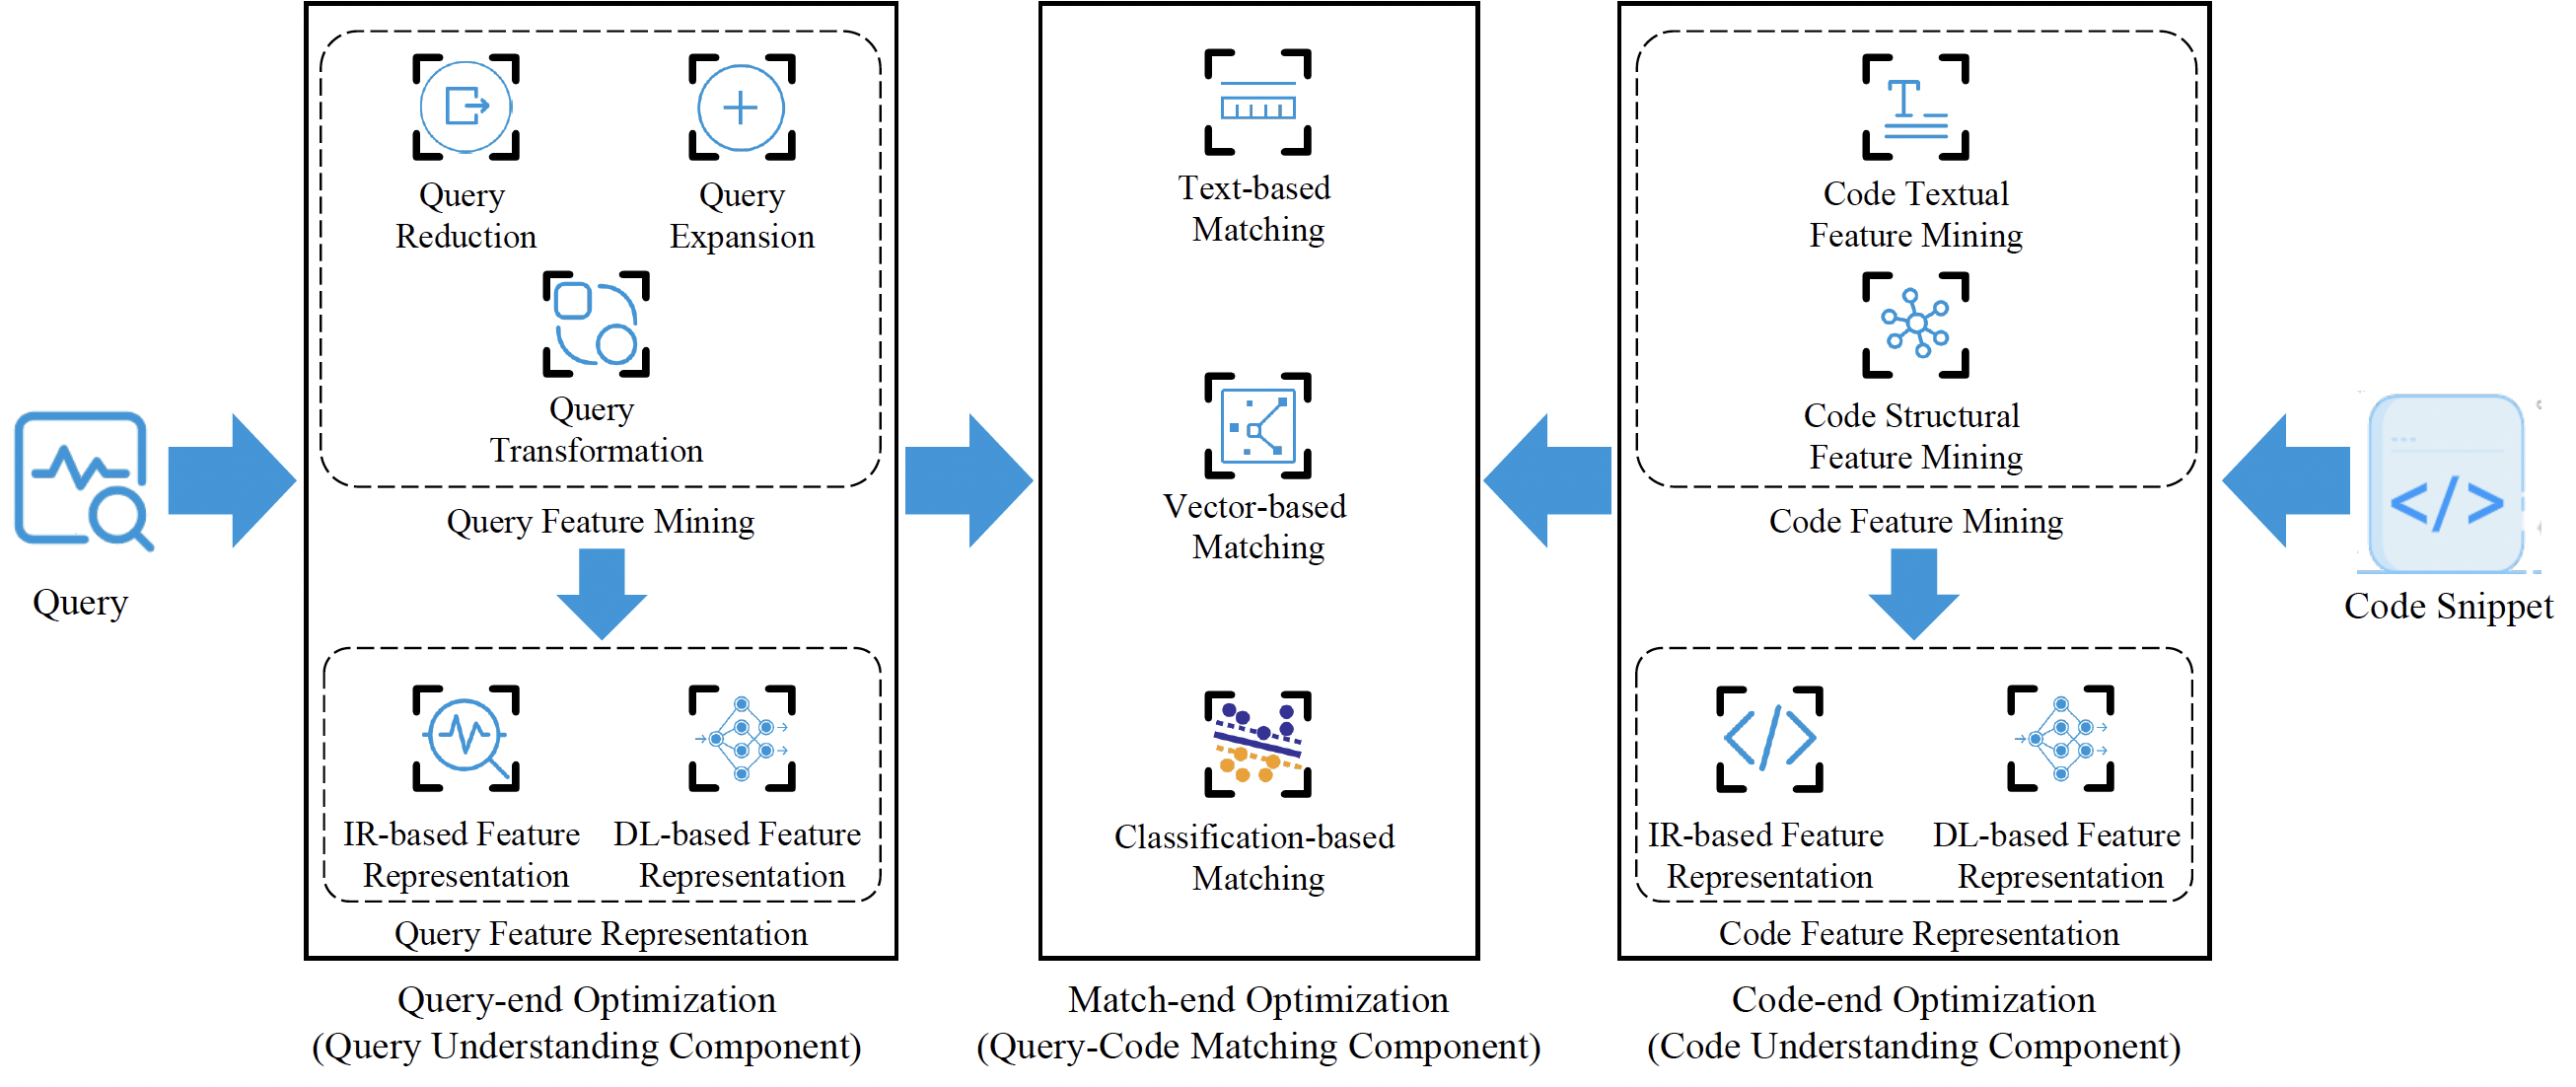 Query
Query
Reduction
Query
Expansion
Query
Transformation
Query Feature Mining
IR-based Feature
Representation
DL-based Feature
Representation
Query Feature Representation
Query-end Optimization
(Query Understanding Component)
Text-based
Matching
Vector-based
Matching
Classification-based
Matching
Match-end Optimization
(Query-Code Matching Component)
Code Textual
Feature Mining
Code Structural
Feature Mining
Code Feature Mining
IR-based Feature
Representation
DL-based Feature
Representation
Code Feature Representation
Code-end Optimization
(Code Understanding Component)
</>
Code Snippet